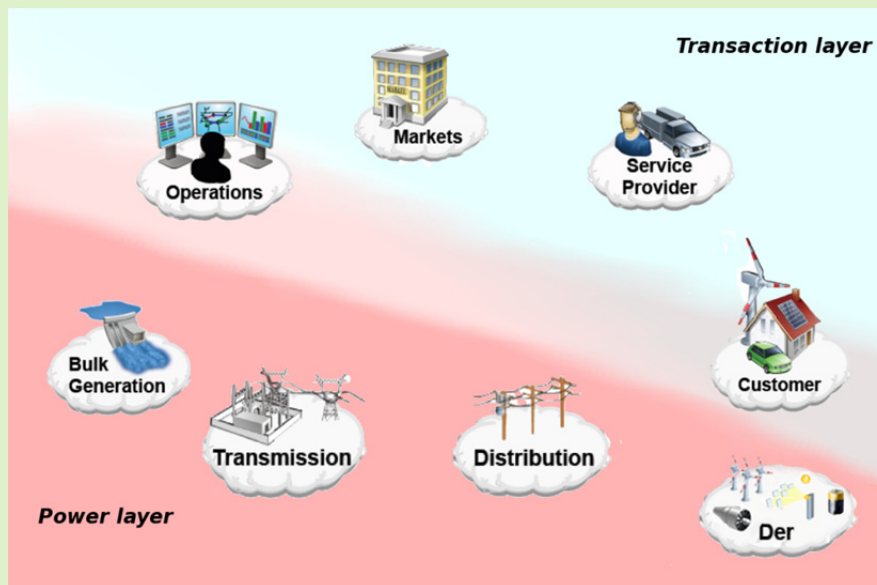 Transaction layer
Markets
Operations
Service
Provider
Bulk
Generation
Customer
Transmission
Distribution
Power layer
Der